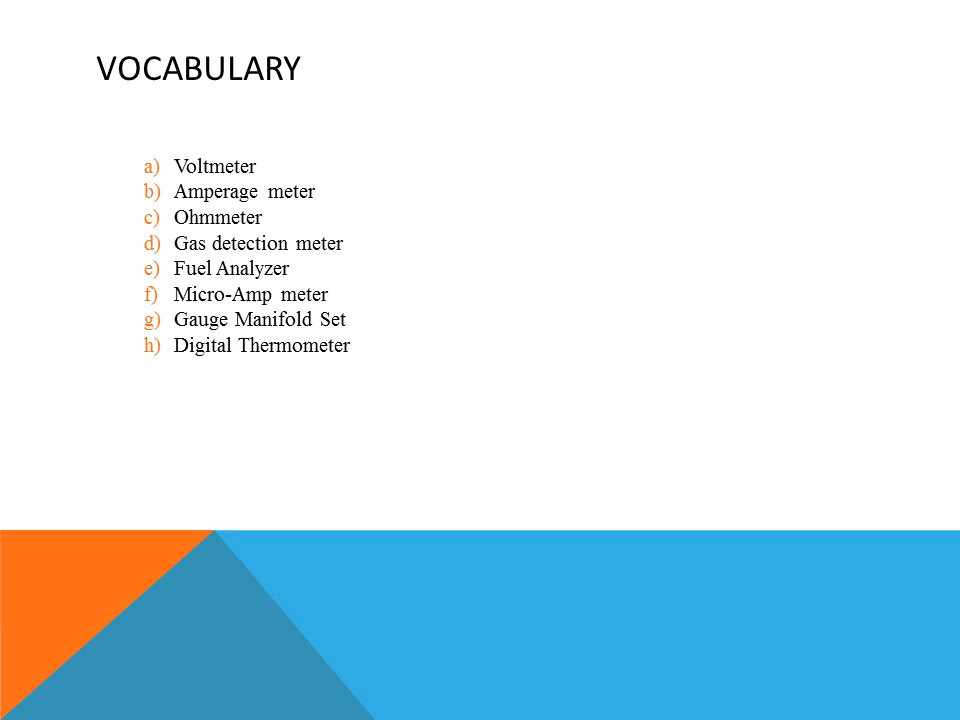 VOCABULARY
a) Voltmeter
b) Amperage meter
c) Ohmmeter
d) Gas detection meter
e) Fuel Analyzer
f) Micro-Amp meter
g) Gauge Manifold Set
h) Digital Thermometer